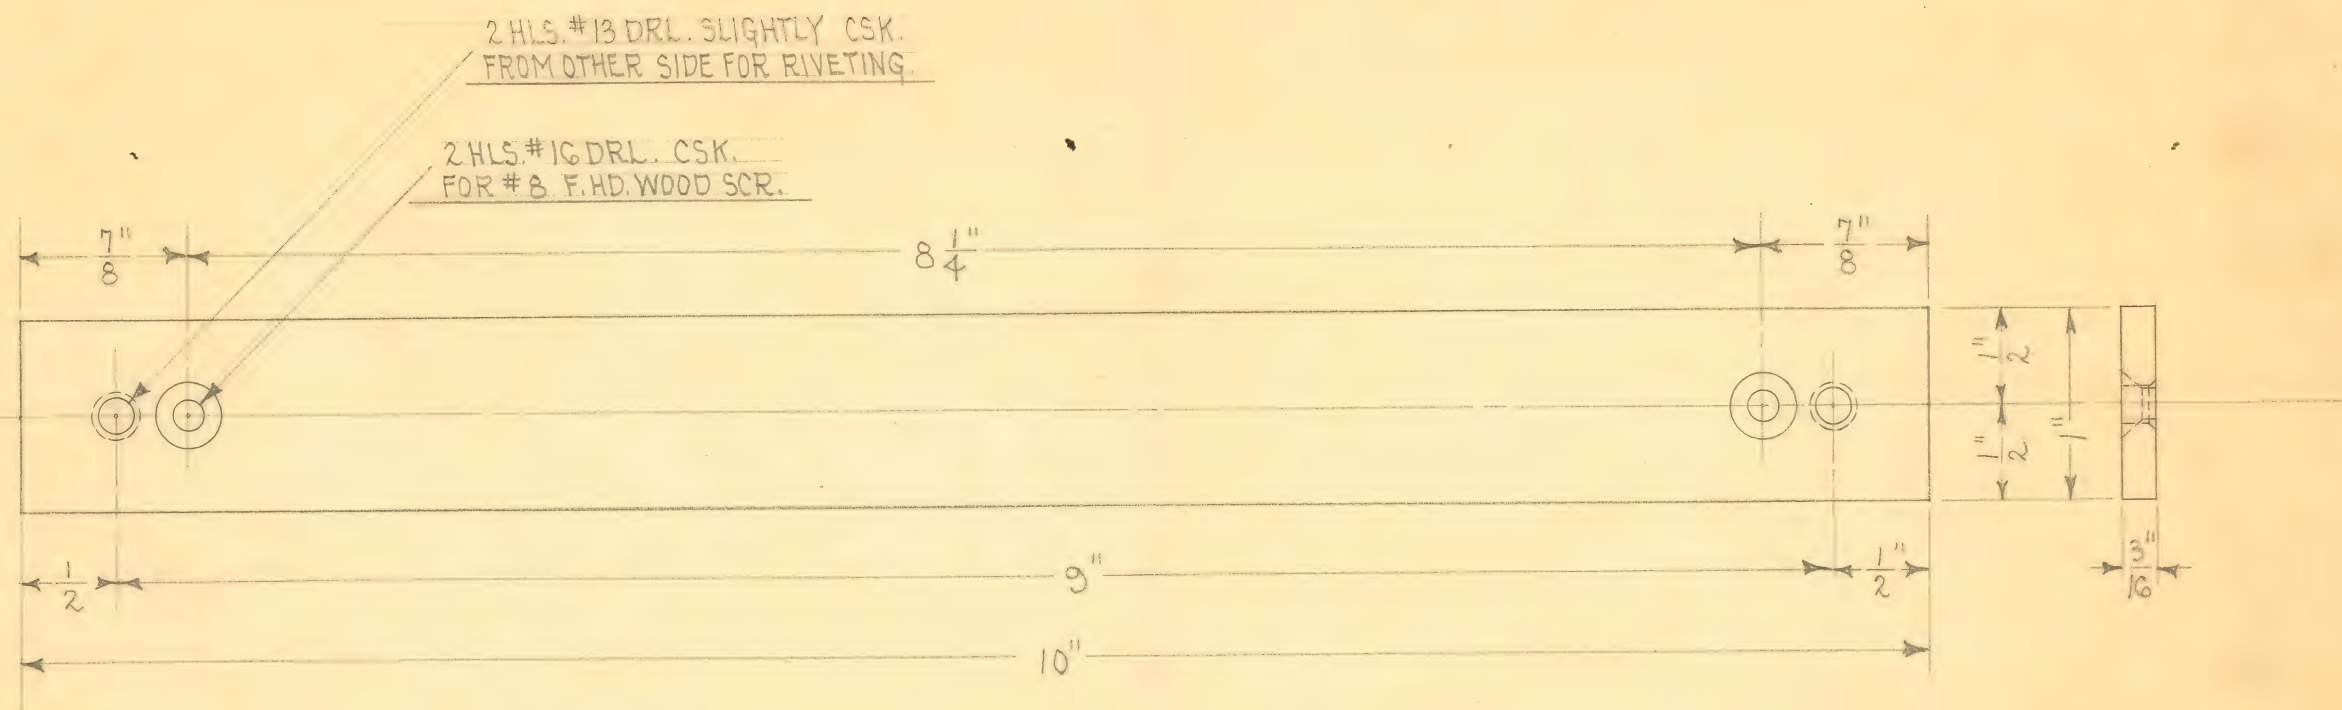 2 HLS. #13 DRL. SLIGHTLY CSK.
FROM OTHER SIDE FOR RIVETING.
2 HLS. #16 DRL. CSK.
FOR #8 F. HD. WOOD SCR.
7/8"
8 1/4"
7/8"
1/2"
1/2"
1"
1/2
9"
1/2"
3/16"
10"